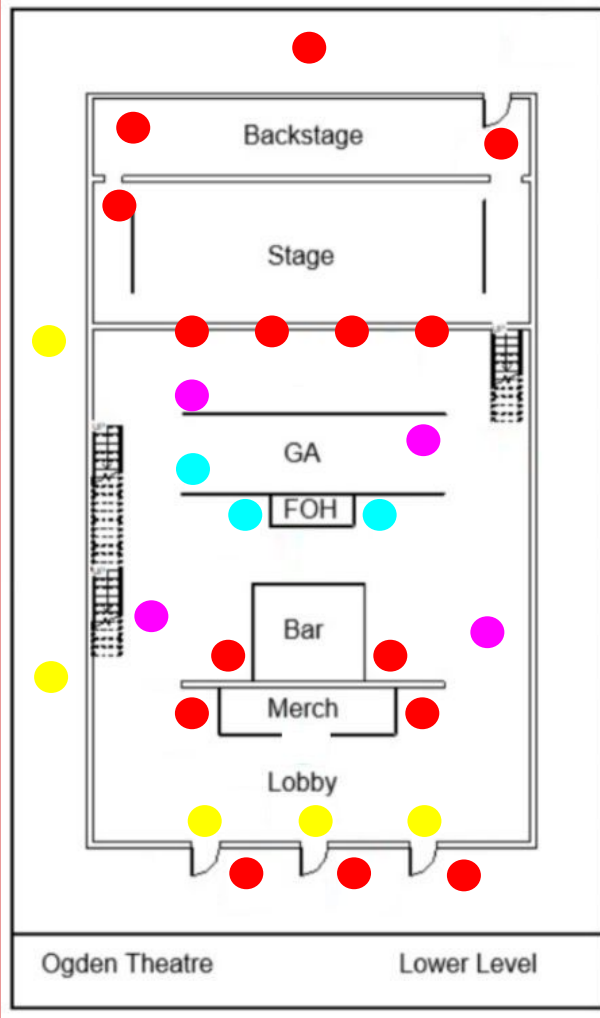 Backstage
Stage
GA
FOH
Bar
Merch
Lobby
Ogden Theatre
Lower Level